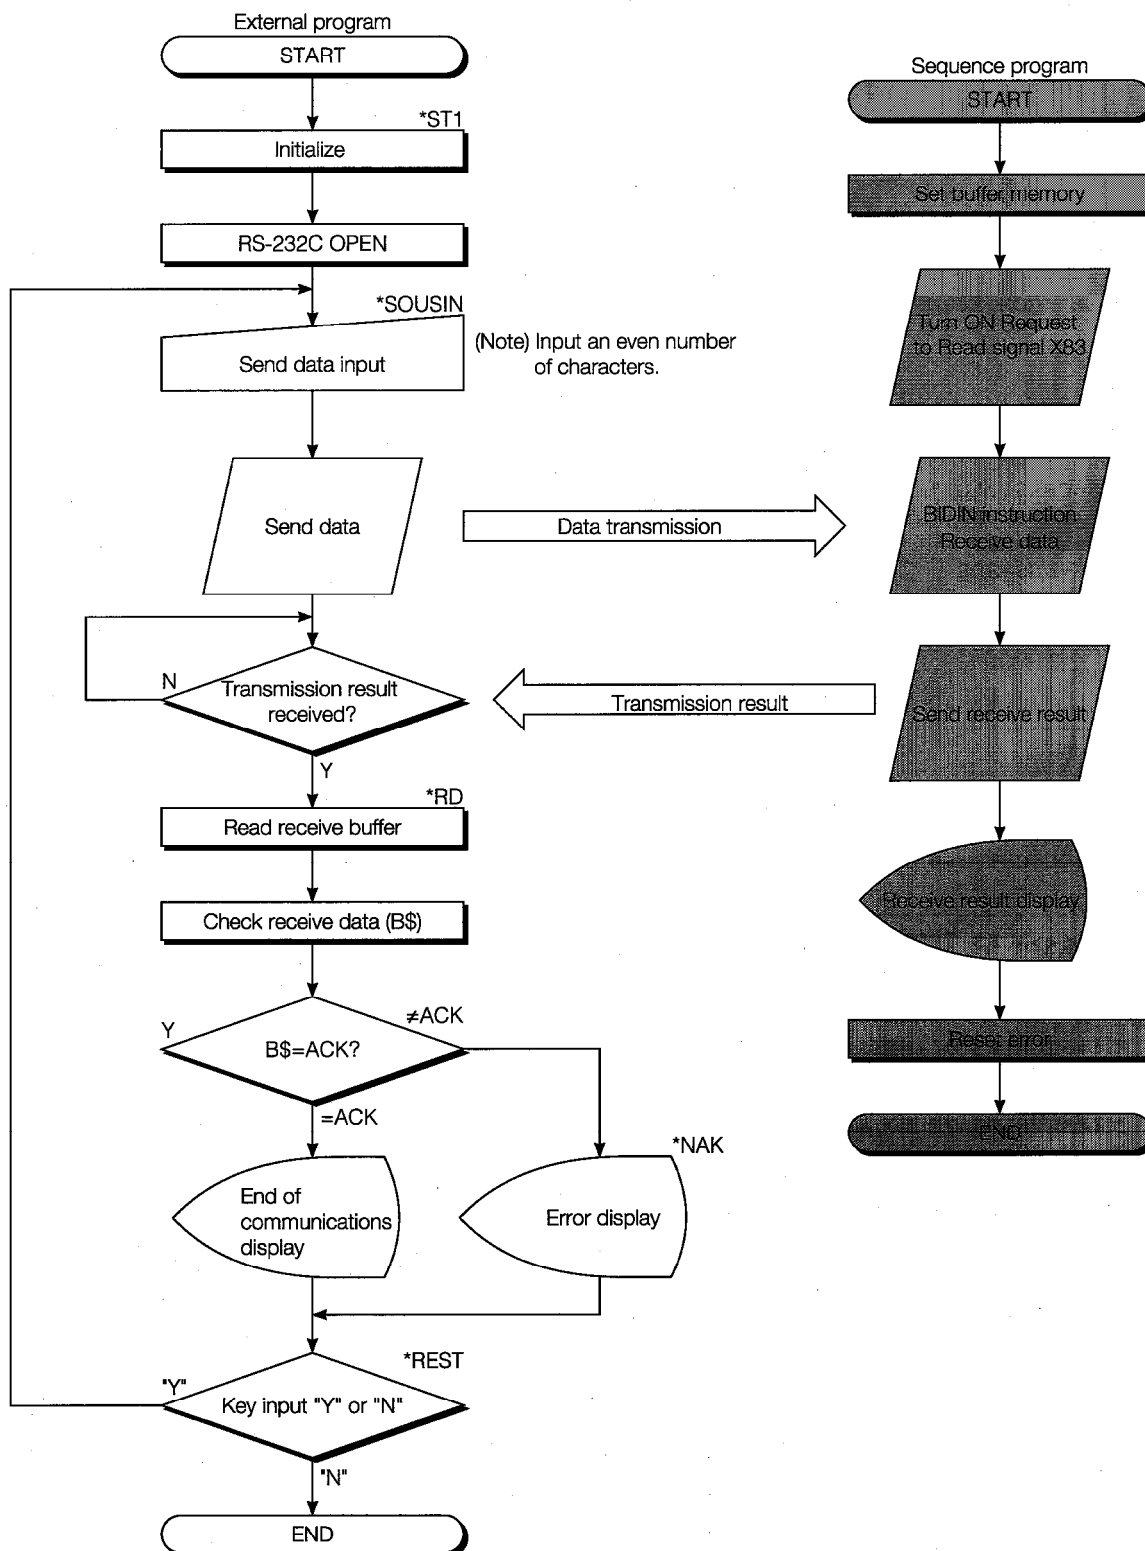 External program
START
*ST1
Initialize
RS-232C OPEN
*SOUSIN
Send data input
(Note) Input an even number
of characters.
Send data
Data transmission
N
Transmission result
received?
Transmission result
Y
*RD
Read receive buffer
Check receive data (B$)
Y
≠ACK
B$=ACK?
=ACK
*NAK
End of
communications
display
Error display
*REST
"Y"
Key input "Y" or "N"
"N"
END
Sequence program
START
Set buffer memory
Turn ON Request
to Read signal X83
BIDIN instruction
Receive data
Send receive result
Receive result display
Reset error
END